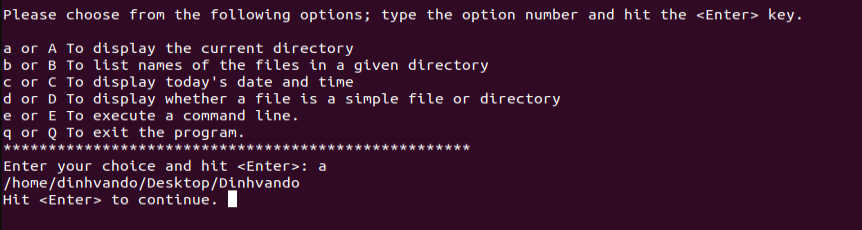 Please choose from the following options; type the option number and hit the <Enter> key.
a or A To display the current directory
b or B To list names of the files in a given directory
c or C To display today's date and time
d or D To display whether a file is a simple file or directory
e or E To execute a command line.
q or Q To exit the program.
****************************************************
Enter your choice and hit <Enter>: a
/home/dinhvando/Desktop/Dinhvando
Hit <Enter> to continue.